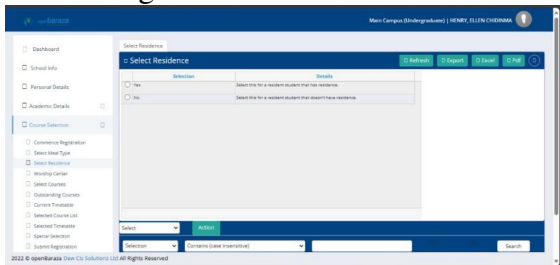 openBaraza
Main Campus (Undergraduate) | HENRY, ELLEN CHIDINMA
Dashboard
School Info
Personal Details
Academic Details
Course Selection
Commence Registration
Select Meal Type
Select Residence
Worship Center
Select Courses
Outstanding Courses
Current Timetable
Selected Course List
Selected Timetable
Special Selection
Submit Registration
Select Residence
Select Residence
Refresh
Export
Excel
Pdf
Selection Details
Yes Select this for a resident student that has residence.
No Select this for a resident student that doesn't have residence.
Select Action
Selection Contains (case insensitive) Search
2022 © openBaraza Dew Cis Solutions Ltd All Rights Reserved